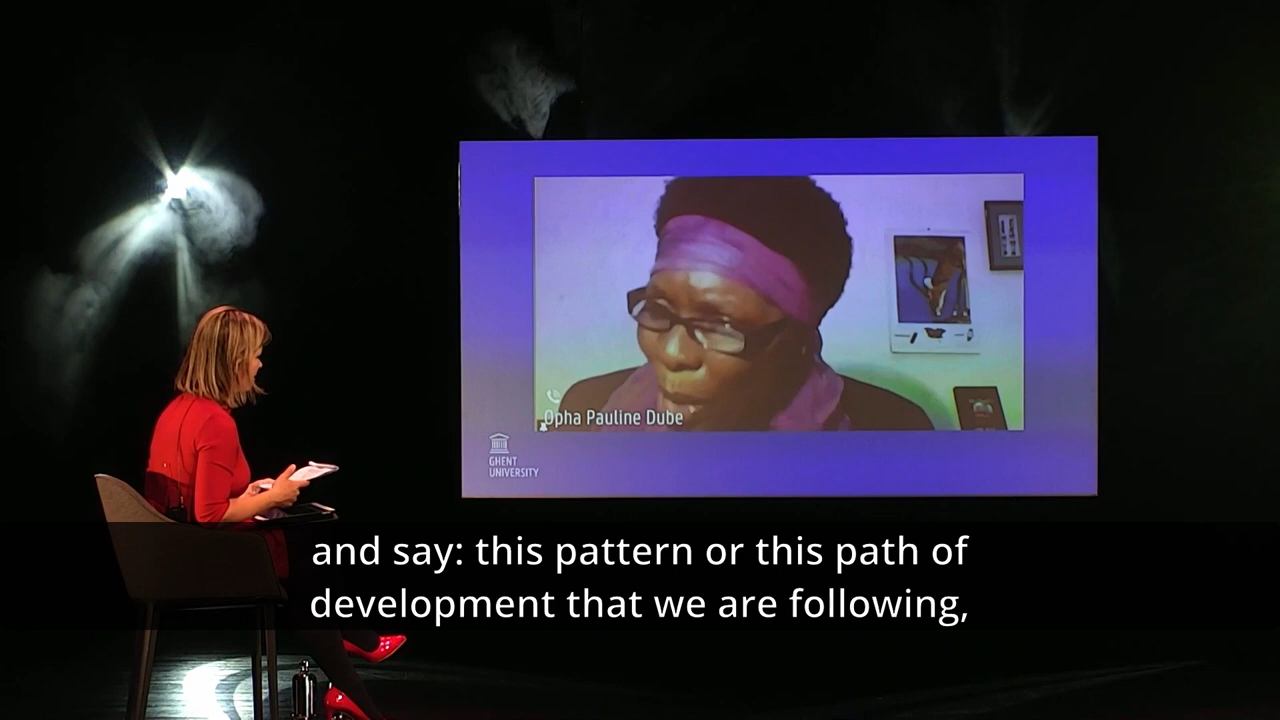 Opha Pauline Dube
GHENT
UNIVERSITY
and say: this pattern or this path of
development that we are following,